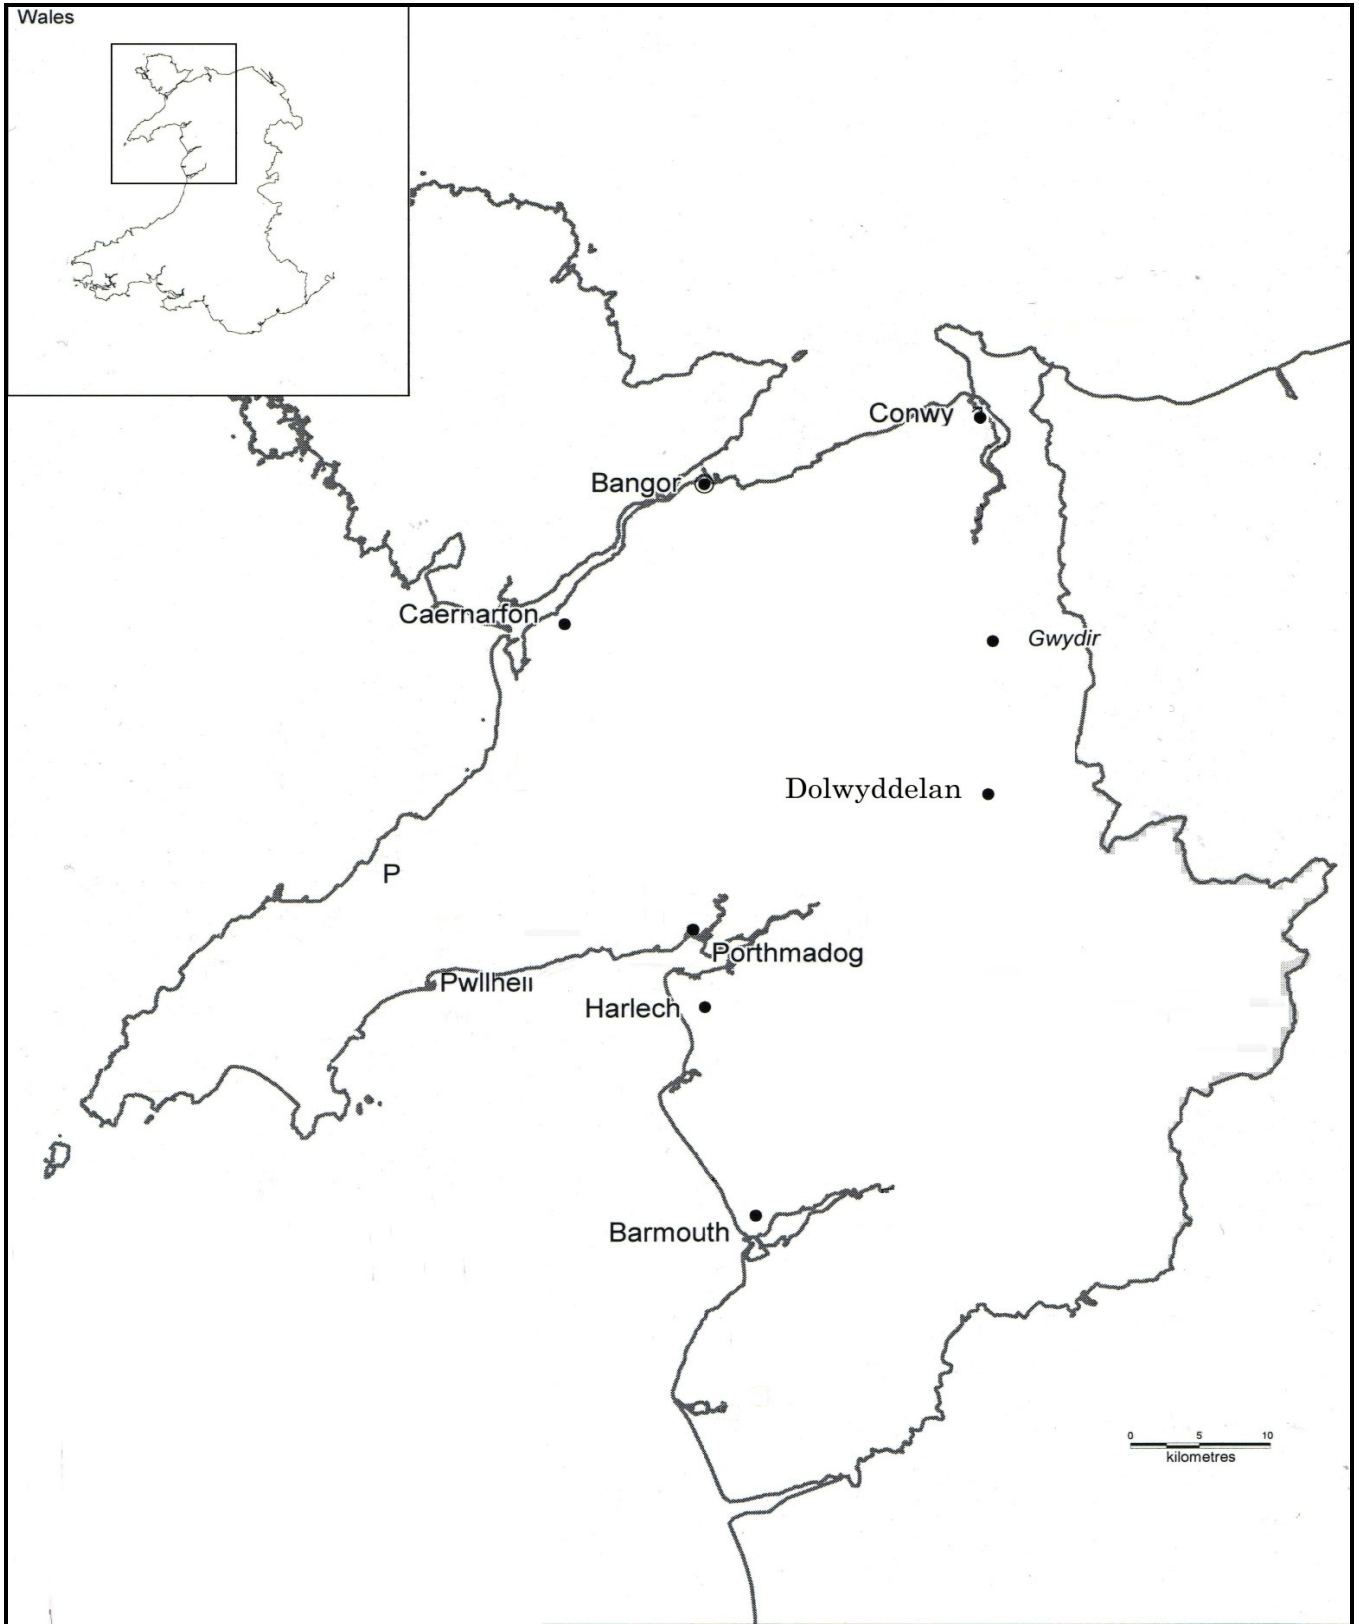 Wales
Conwy
Bangor
Caernarfon
Gwydir
Dolwyddelan
P
Porthmadog
Pwllheli
Harlech
Barmouth
0 5 10
kilometres